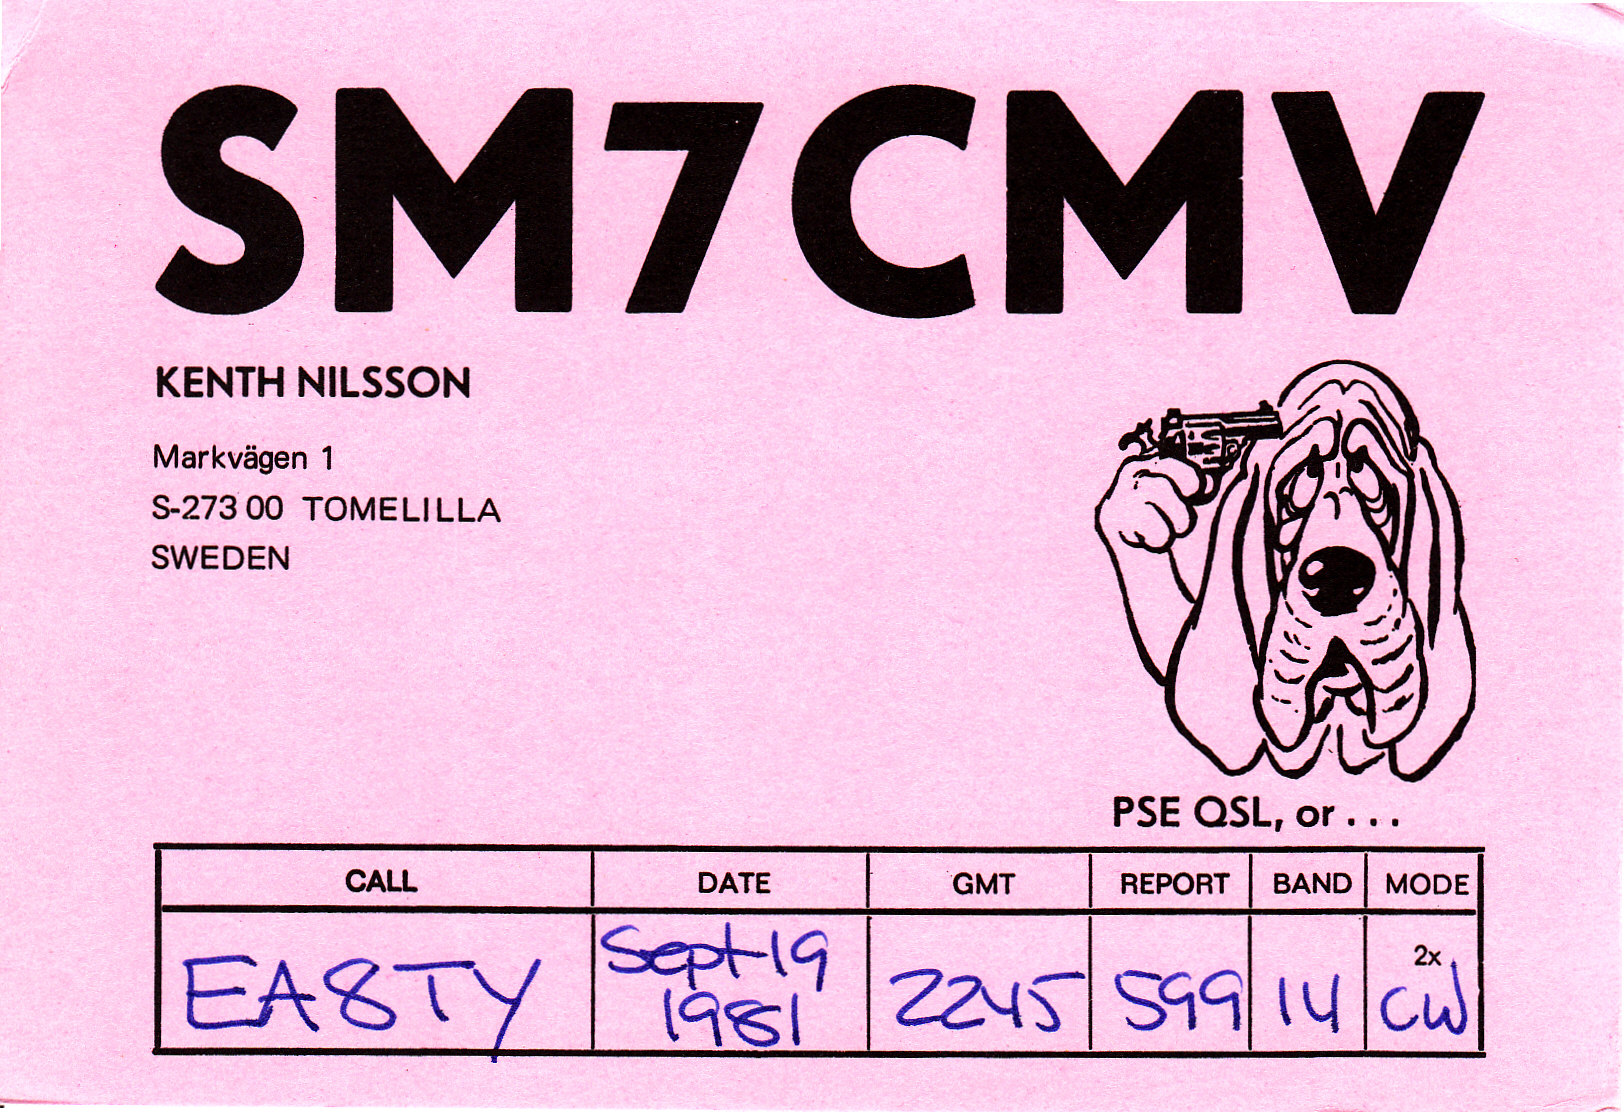 SM7CMV
KENTH NILSSON
Markvägen 1
S-273 00 TOMELILLA
SWEDEN
PSE QSL, or . . .
CALL DATE GMT REPORT BAND MODE
EA8TY Sept 19 1981 2245 599 14 2x CW